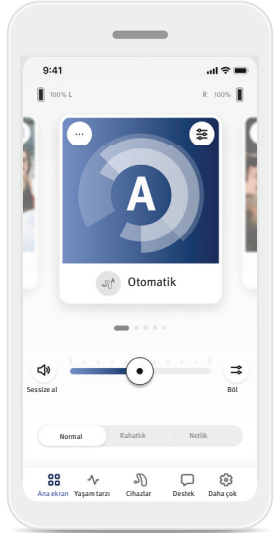 9:41
100% L R 100%
A
Otomatik
Sessize al Böl
Normal Rahatlık Netlik
Ana ekran Yaşam tarzı Cihazlar Destek Daha çok